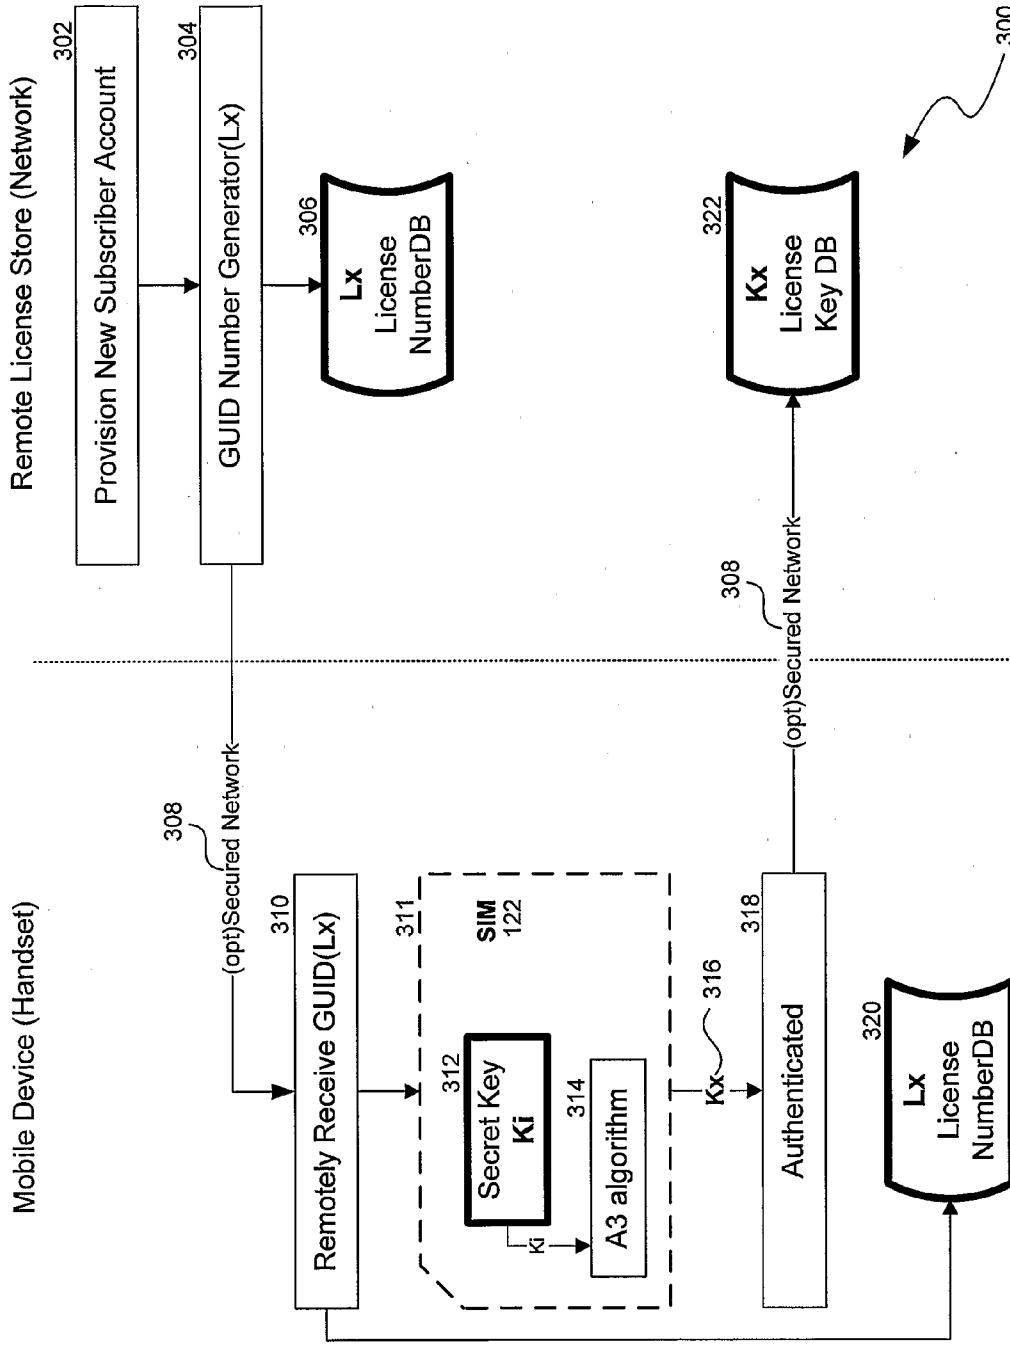 Mobile Device (Handset)
Remote License Store (Network)
302
Provision New Subscriber Account
304
GUID Number Generator(Lx)
306
Lx
License
NumberDB
308
(opt)Secured Network
310
Remotely Receive GUID(Lx)
311
SIM
122
312
Secret Key
Ki
Ki
314
A3 algorithm
Kx
316
318
Authenticated
308
(opt)Secured Network
322
Kx
License
Key DB
320
Lx
License
NumberDB
300